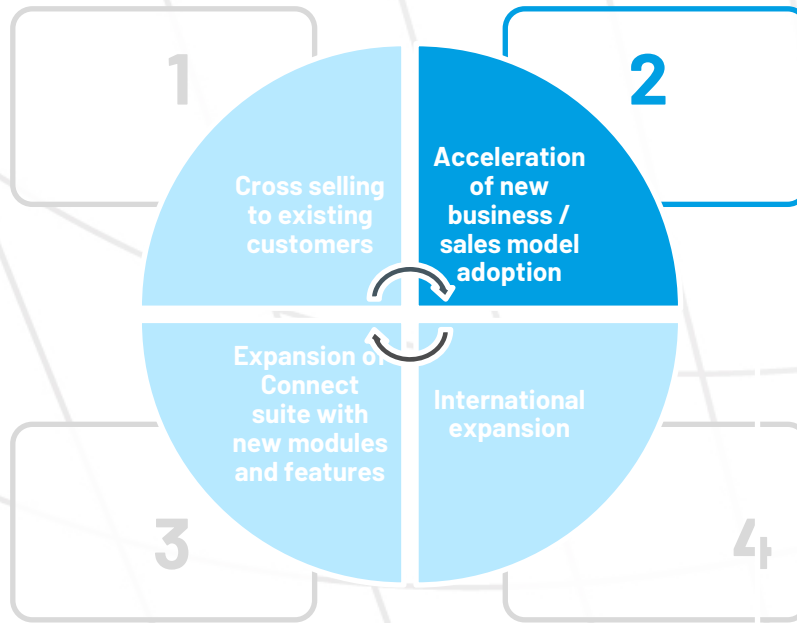 1
Cross selling
to existing
customers
2
Acceleration
of new
business /
sales model
adoption
3
Expansion of
Connect
suite with
new modules
and features
4
International
expansion